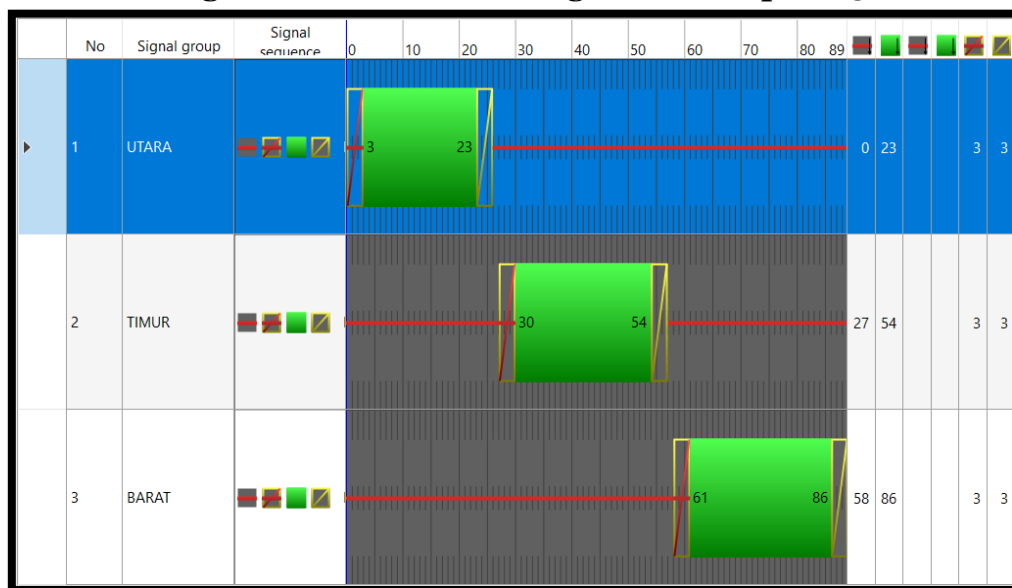 No Signal group Signal sequence 0 10 20 30 40 50 60 70 80 89
1 UTARA 3 23 0 23 3 3
2 TIMUR 30 54 27 54 3 3
3 BARAT 61 86 3 58 86 3 3